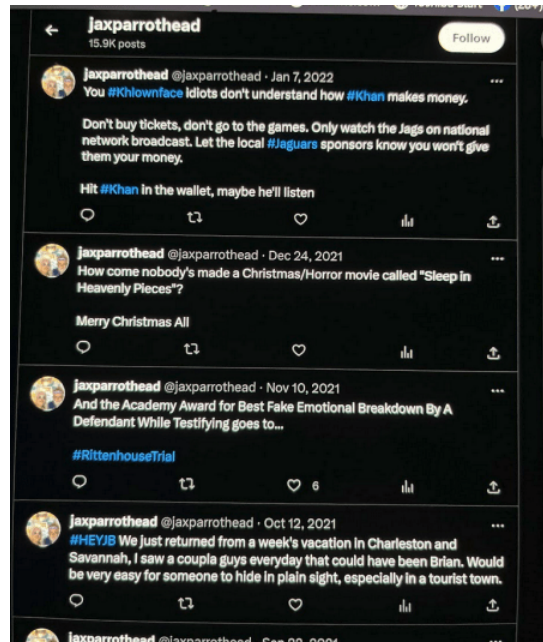 jaxparrothead
15.9K posts
Follow
jaxparrothead @jaxparrothead · Jan 7, 2022
You #Khlownface idiots don't understand how #Khan makes money.
Don't buy tickets, don't go to the games. Only watch the Jags on national
network broadcast. Let the local #Jaguars sponsors know you won't give
them your money.
Hit #Khan in the wallet, maybe he'll listen
jaxparrothead @jaxparrothead · Dec 24, 2021
How come nobody's made a Christmas/Horror movie called "Sleep in
Heavenly Pieces"?
Merry Christmas All
jaxparrothead @jaxparrothead · Nov 10, 2021
And the Academy Award for Best Fake Emotional Breakdown By A
Defendant While Testifying goes to...
#RittenhouseTrial
6
jaxparrothead @jaxparrothead · Oct 12, 2021
#HEYJB We just returned from a week's vacation in Charleston and
Savannah, I saw a coupla guys everyday that could have been Brian. Would
be very easy for someone to hide in plain sight, especially in a tourist town.
jaxparrothead @jaxparrothead